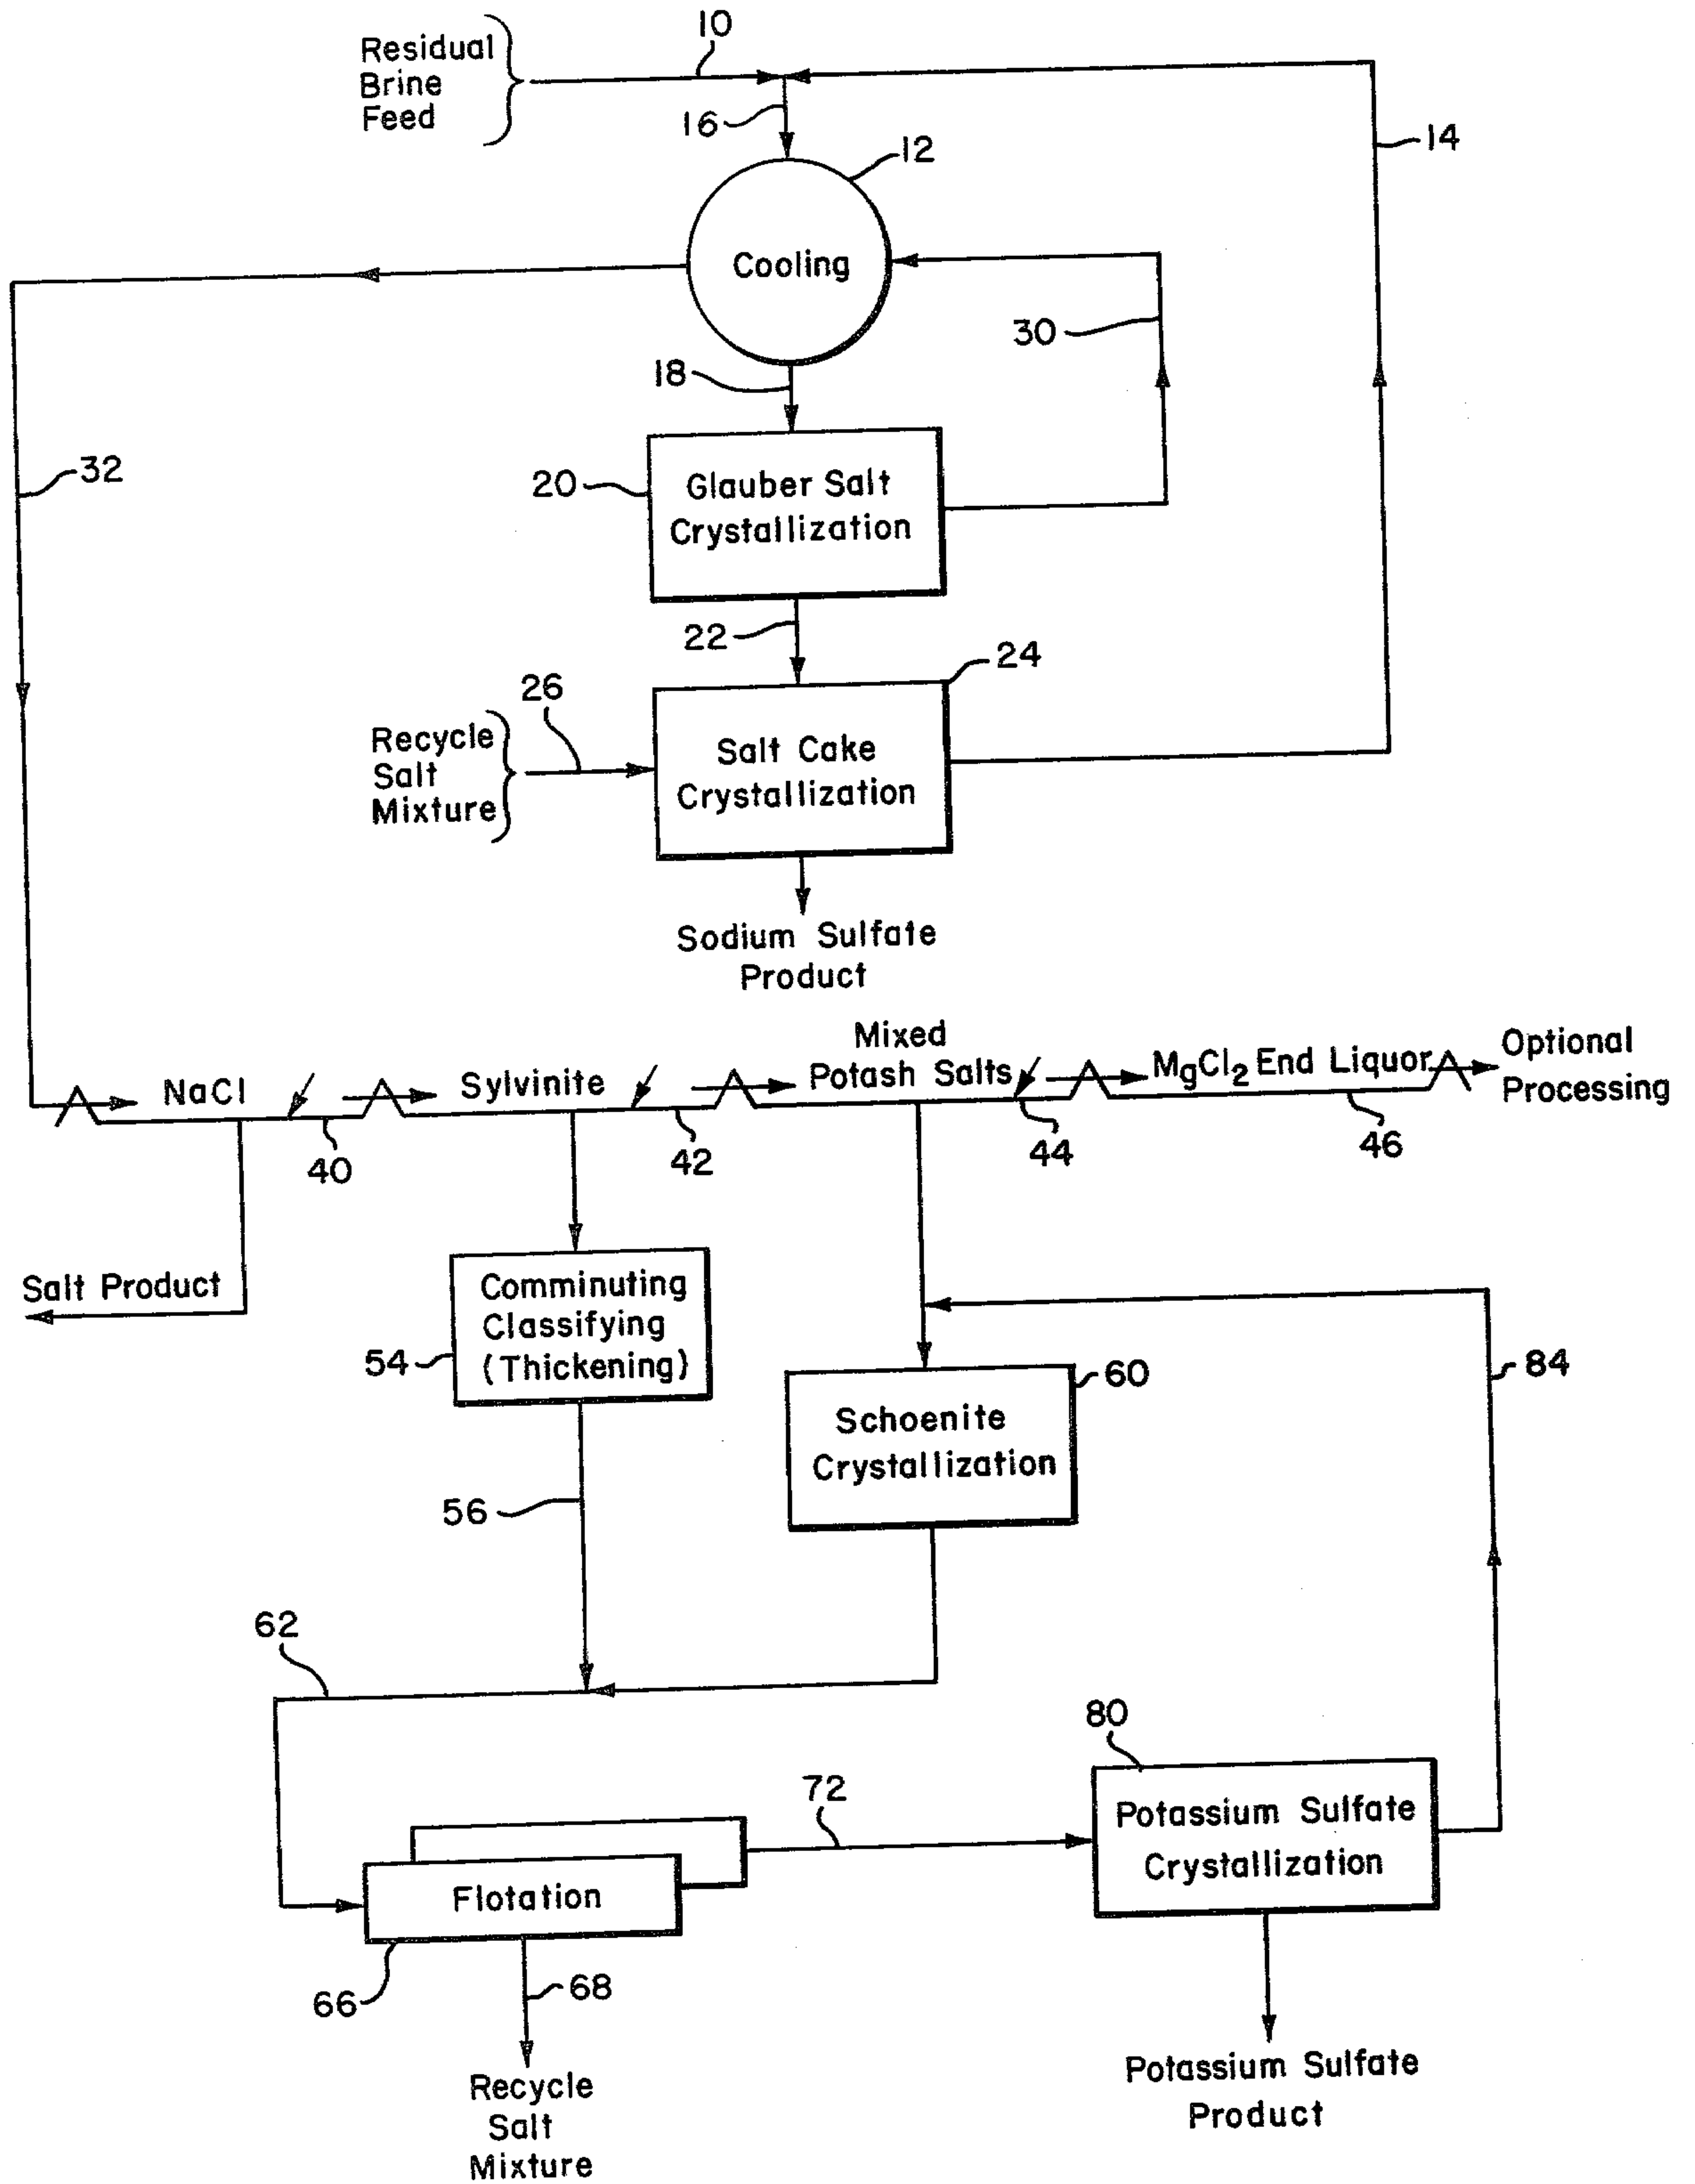 Residual
Brine
Feed
10
16
12
14
Cooling
30
18
32
20
Glauber Salt
Crystallization
22
24
26
Recycle
Salt
Mixture
Salt Cake
Crystallization
Sodium Sulfate
Product
NaCl
Sylvinite
Mixed
Potash Salts
MgCl2 End Liquor
Optional
Processing
40
42
44
46
Salt Product
54
Comminuting
Classifying
(Thickening)
60
84
Schoenite
Crystallization
56
62
80
72
Potassium Sulfate
Crystallization
Flotation
66
68
Recycle
Salt
Mixture
Potassium Sulfate
Product